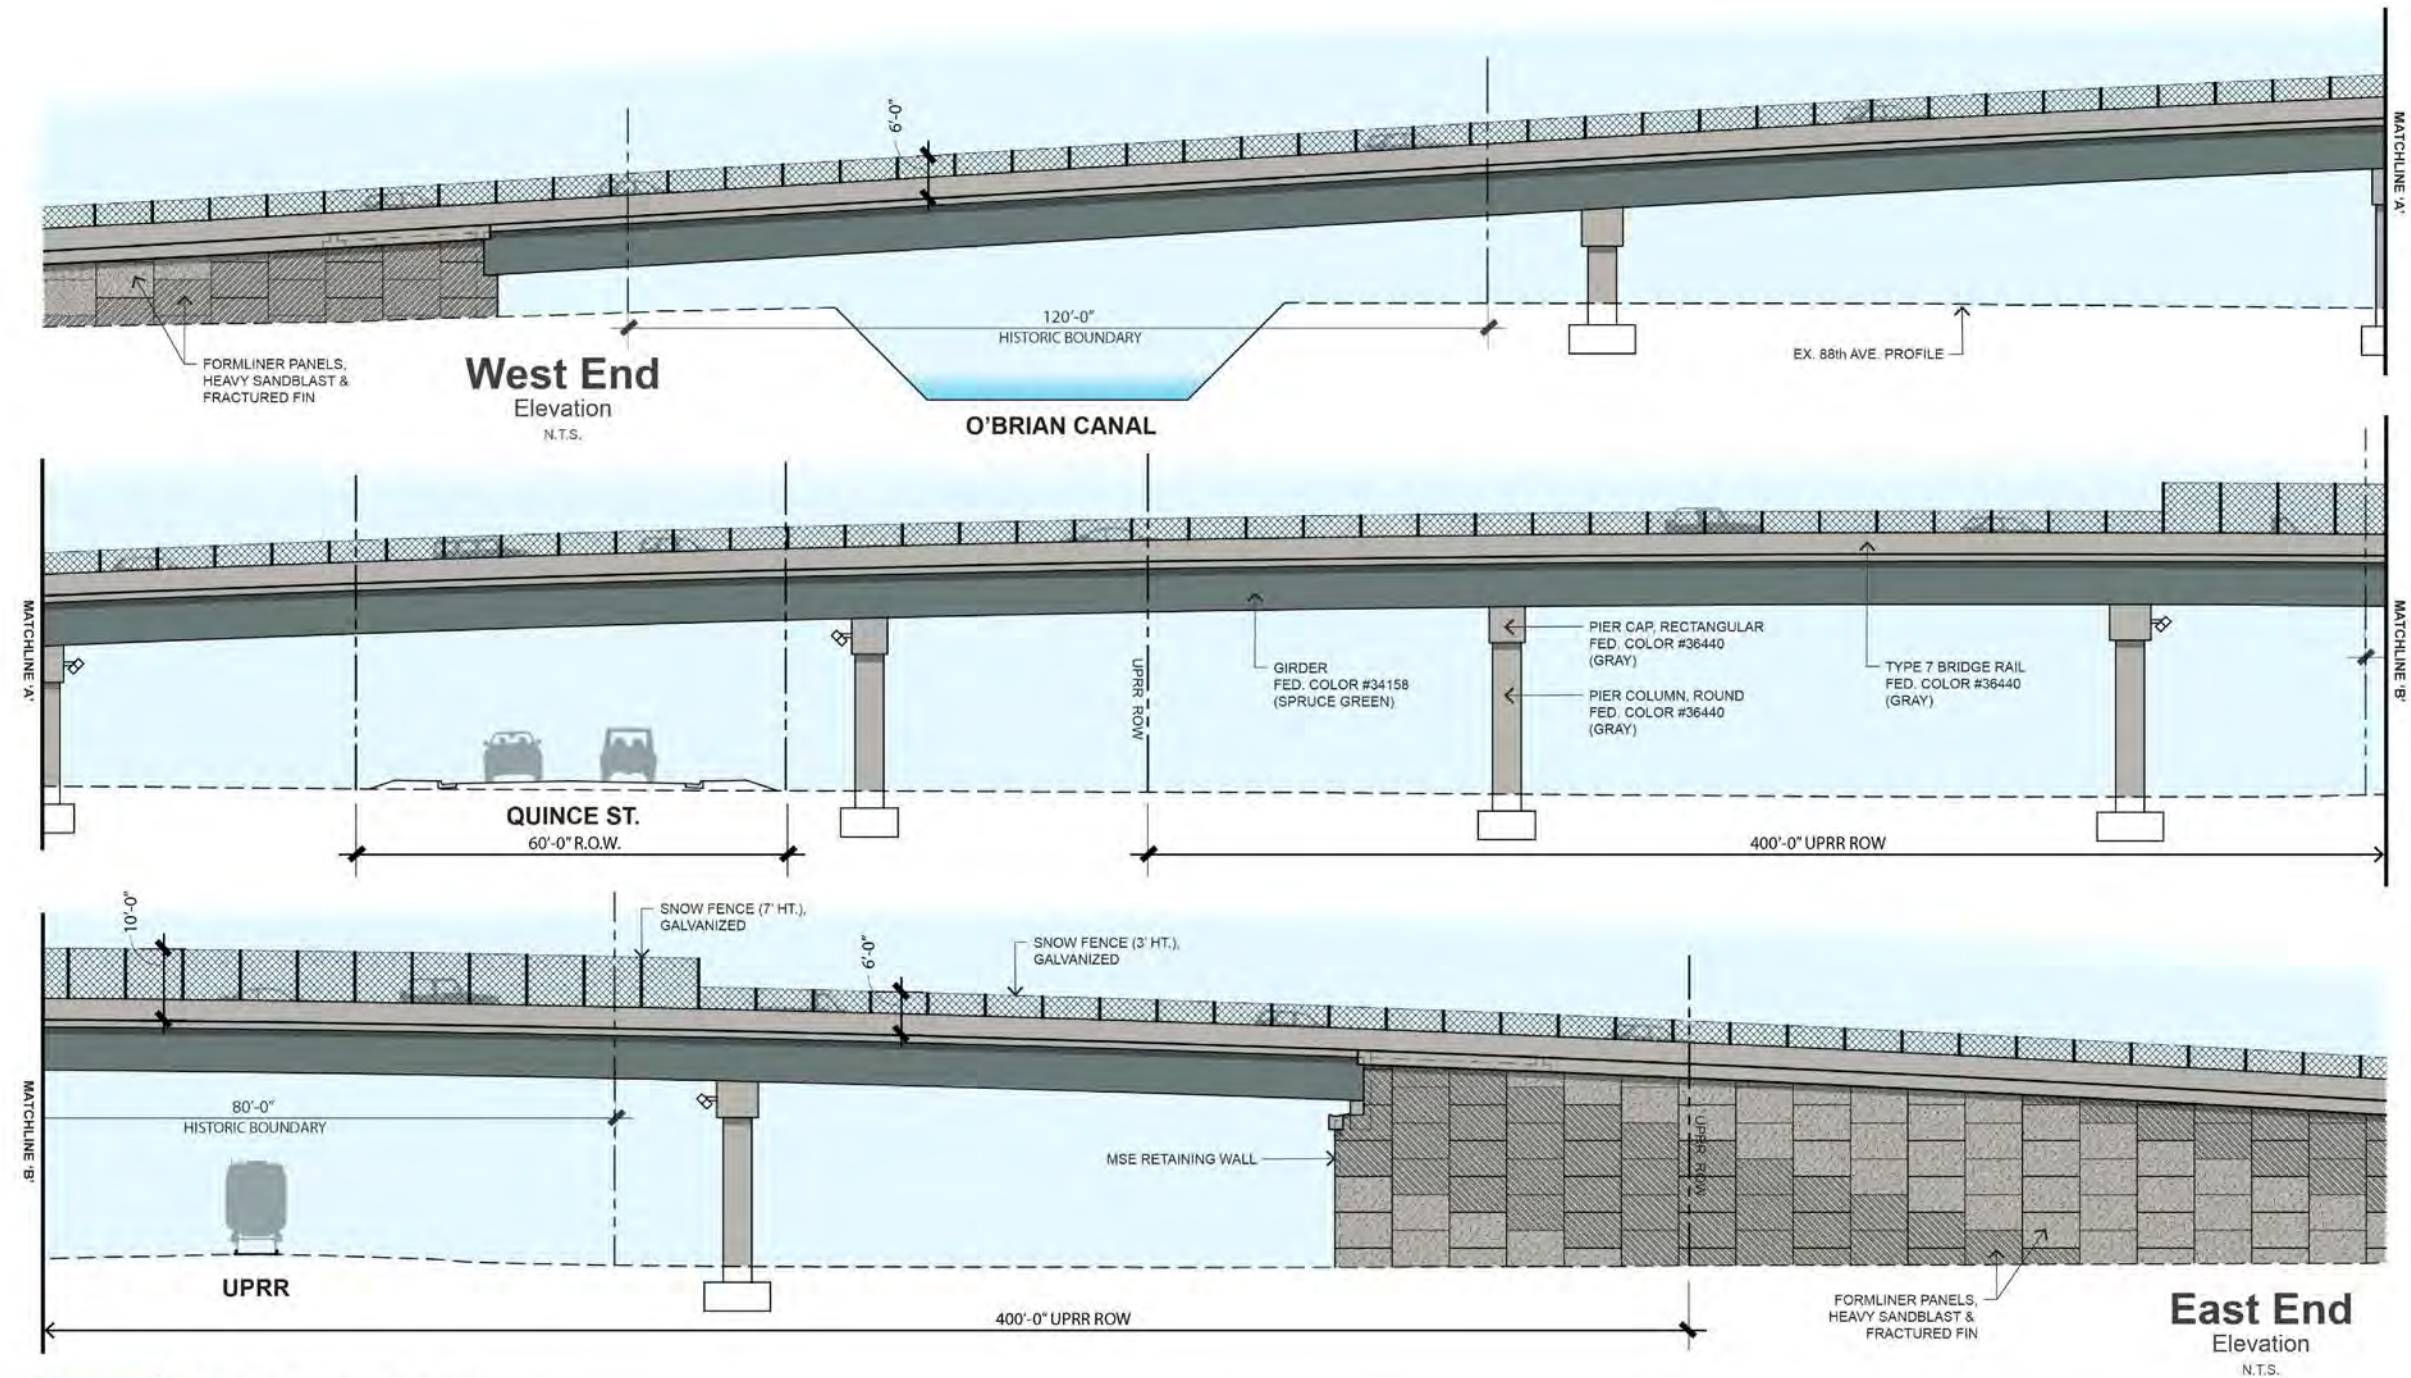 6'-0"
MATCHLINE 'A'
120'-0"
HISTORIC BOUNDARY
EX. 88th AVE. PROFILE
FORMLINER PANELS,
HEAVY SANDBLAST &
FRACTURED FIN
West End
Elevation
N.T.S.
O'BRIAN CANAL
MATCHLINE 'A'
UPRR ROW
GIRDER
FED. COLOR #34158
(SPRUCE GREEN)
PIER CAP, RECTANGULAR
FED. COLOR #36440
(GRAY)
PIER COLUMN, ROUND
FED. COLOR #36440
(GRAY)
TYPE 7 BRIDGE RAIL
FED. COLOR #36440
(GRAY)
MATCHLINE 'B'
QUINCE ST.
60'-0" R.O.W.
400'-0" UPRR ROW
10'-0"
SNOW FENCE (7' HT.),
GALVANIZED
6'-0"
SNOW FENCE (3' HT.),
GALVANIZED
MATCHLINE 'B'
80'-0"
HISTORIC BOUNDARY
MSE RETAINING WALL
UPRR ROW
UPRR
400'-0" UPRR ROW
FORMLINER PANELS,
HEAVY SANDBLAST &
FRACTURED FIN
East End
Elevation
N.T.S.